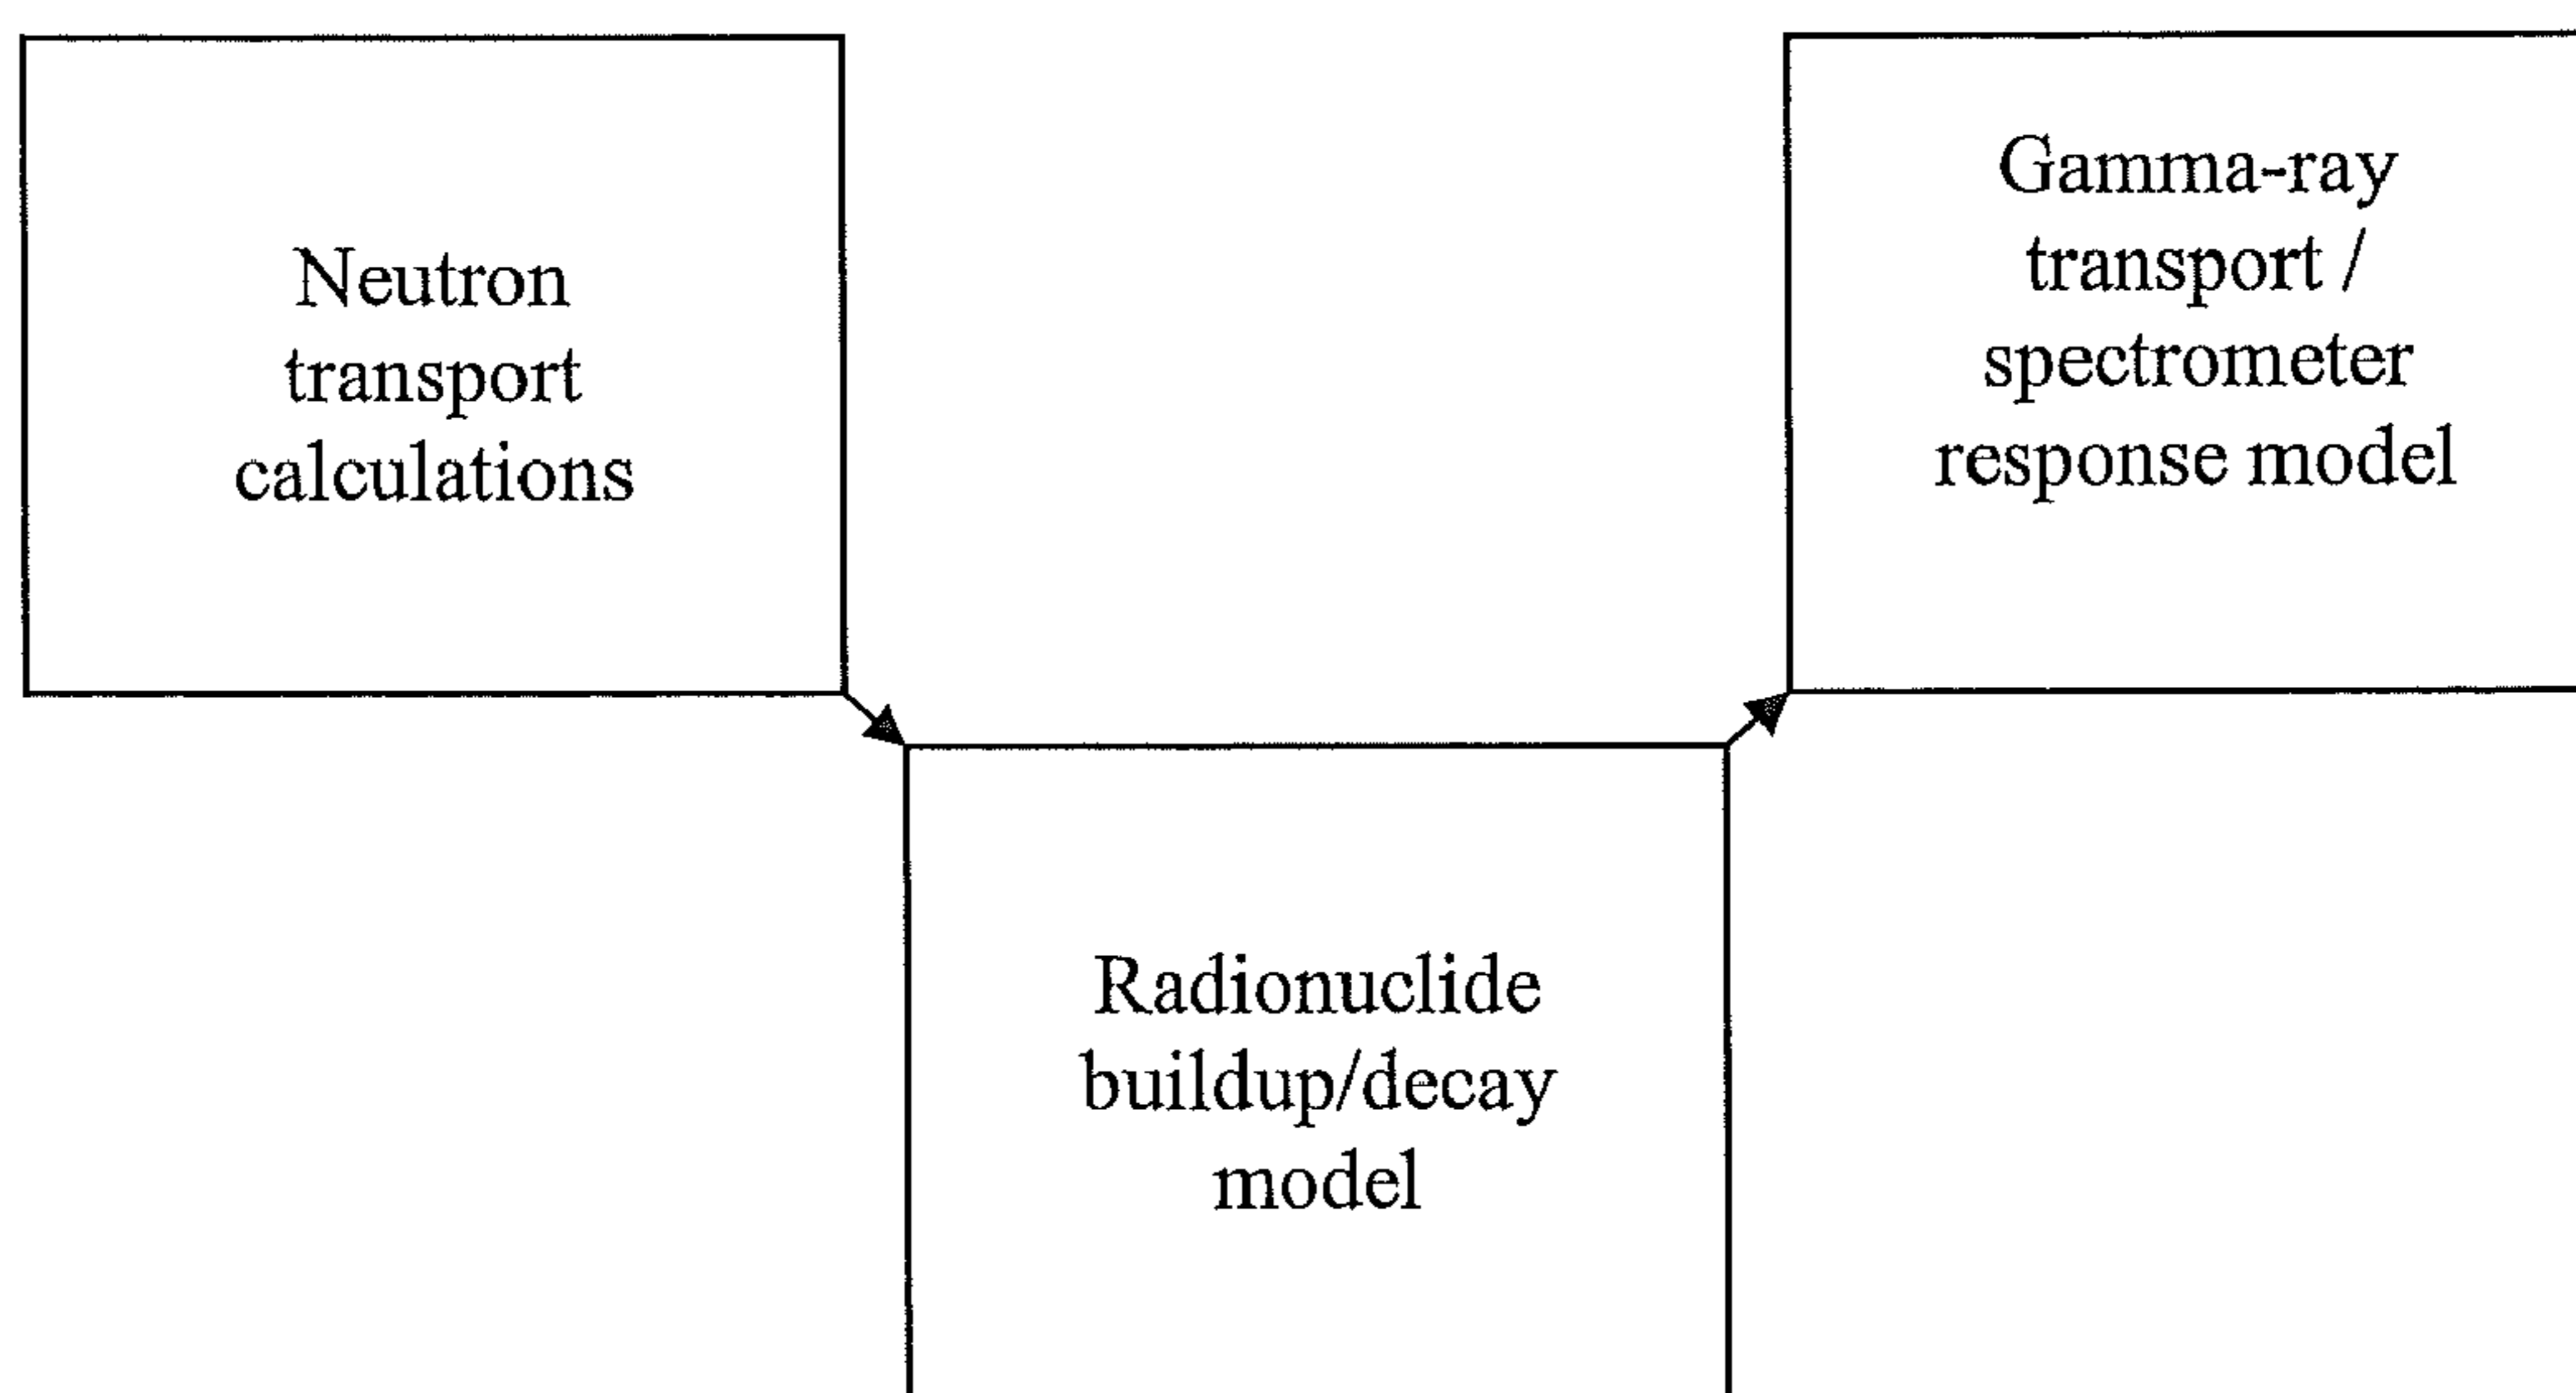 Neutron
transport
calculations
Gamma-ray
transport /
spectrometer
response model
Radionuclide
buildup/decay
model